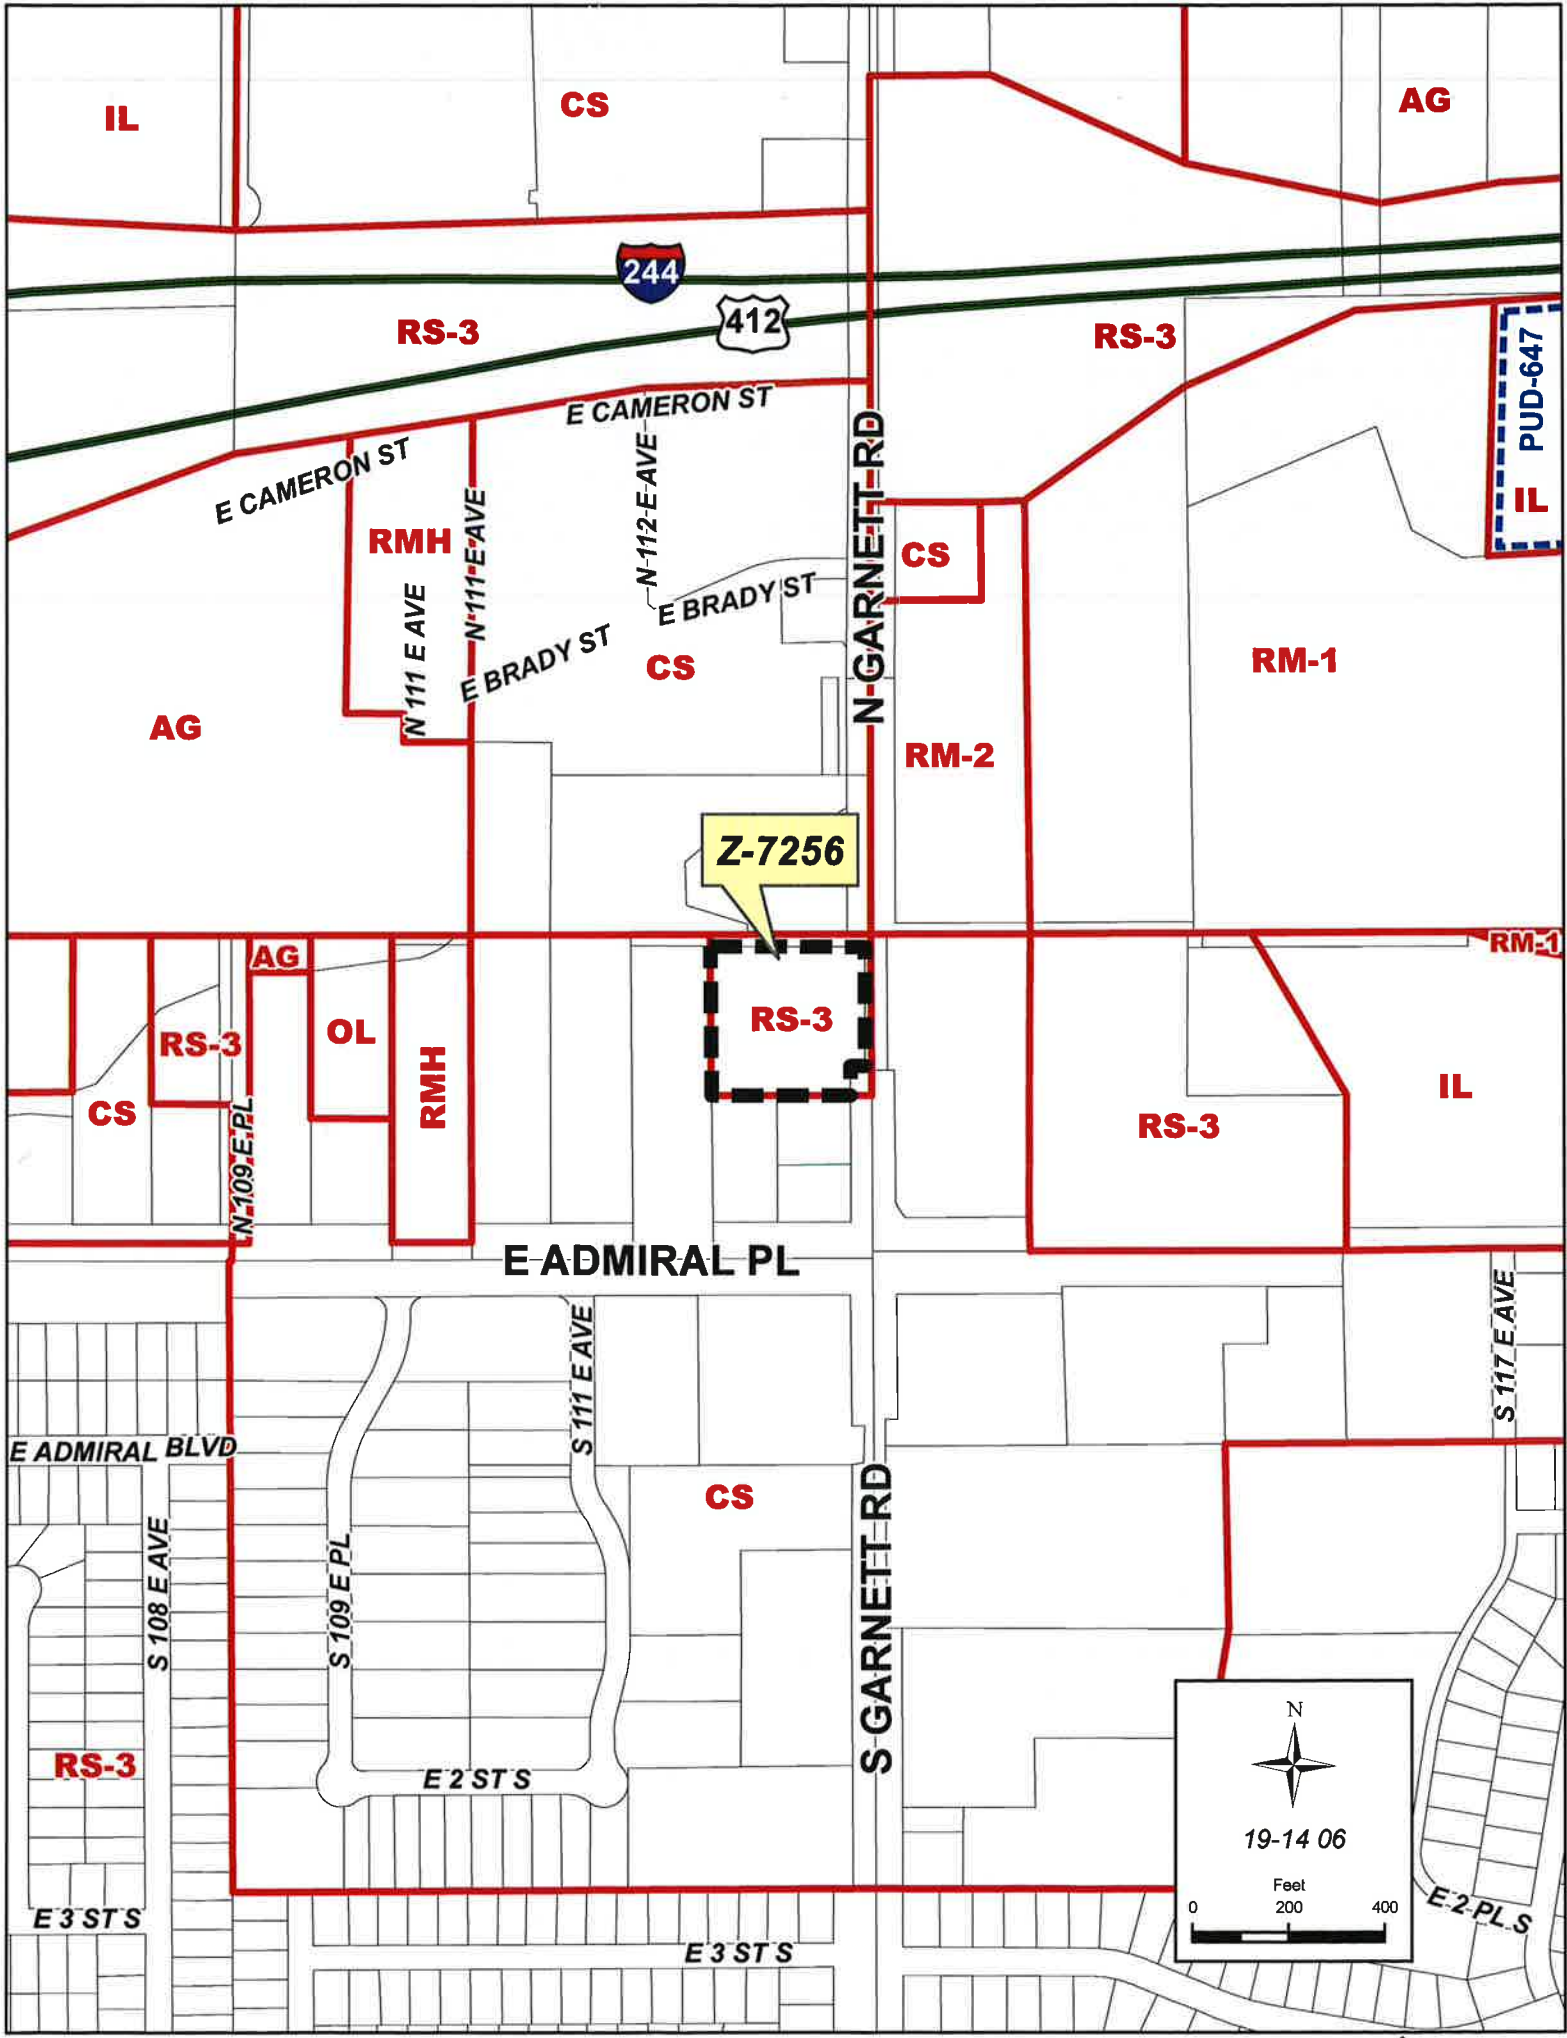 IL
CS
AG
244
412
RS-3
RS-3
PUD-647
IL
E CAMERON ST
E CAMERON ST
N 112 E AVE
N GARNETT RD
RMH
N 111 E AVE
N 111 E AVE
CS
E BRADY ST
E BRADY ST
CS
RM-1
AG
RM-2
Z-7256
AG
RM-1
RS-3
OL
RS-3
RMH
CS
IL
RS-3
N 109 E PL
E ADMIRAL PL
S 111 E AVE
S 117 E AVE
E ADMIRAL BLVD
CS
S 108 E AVE
S 109 E PL
S GARNETT RD
RS-3
E 2 ST S
N
19-14 06
Feet
0 200 400
E 2 PL S
E 3 ST S
E 3 ST S